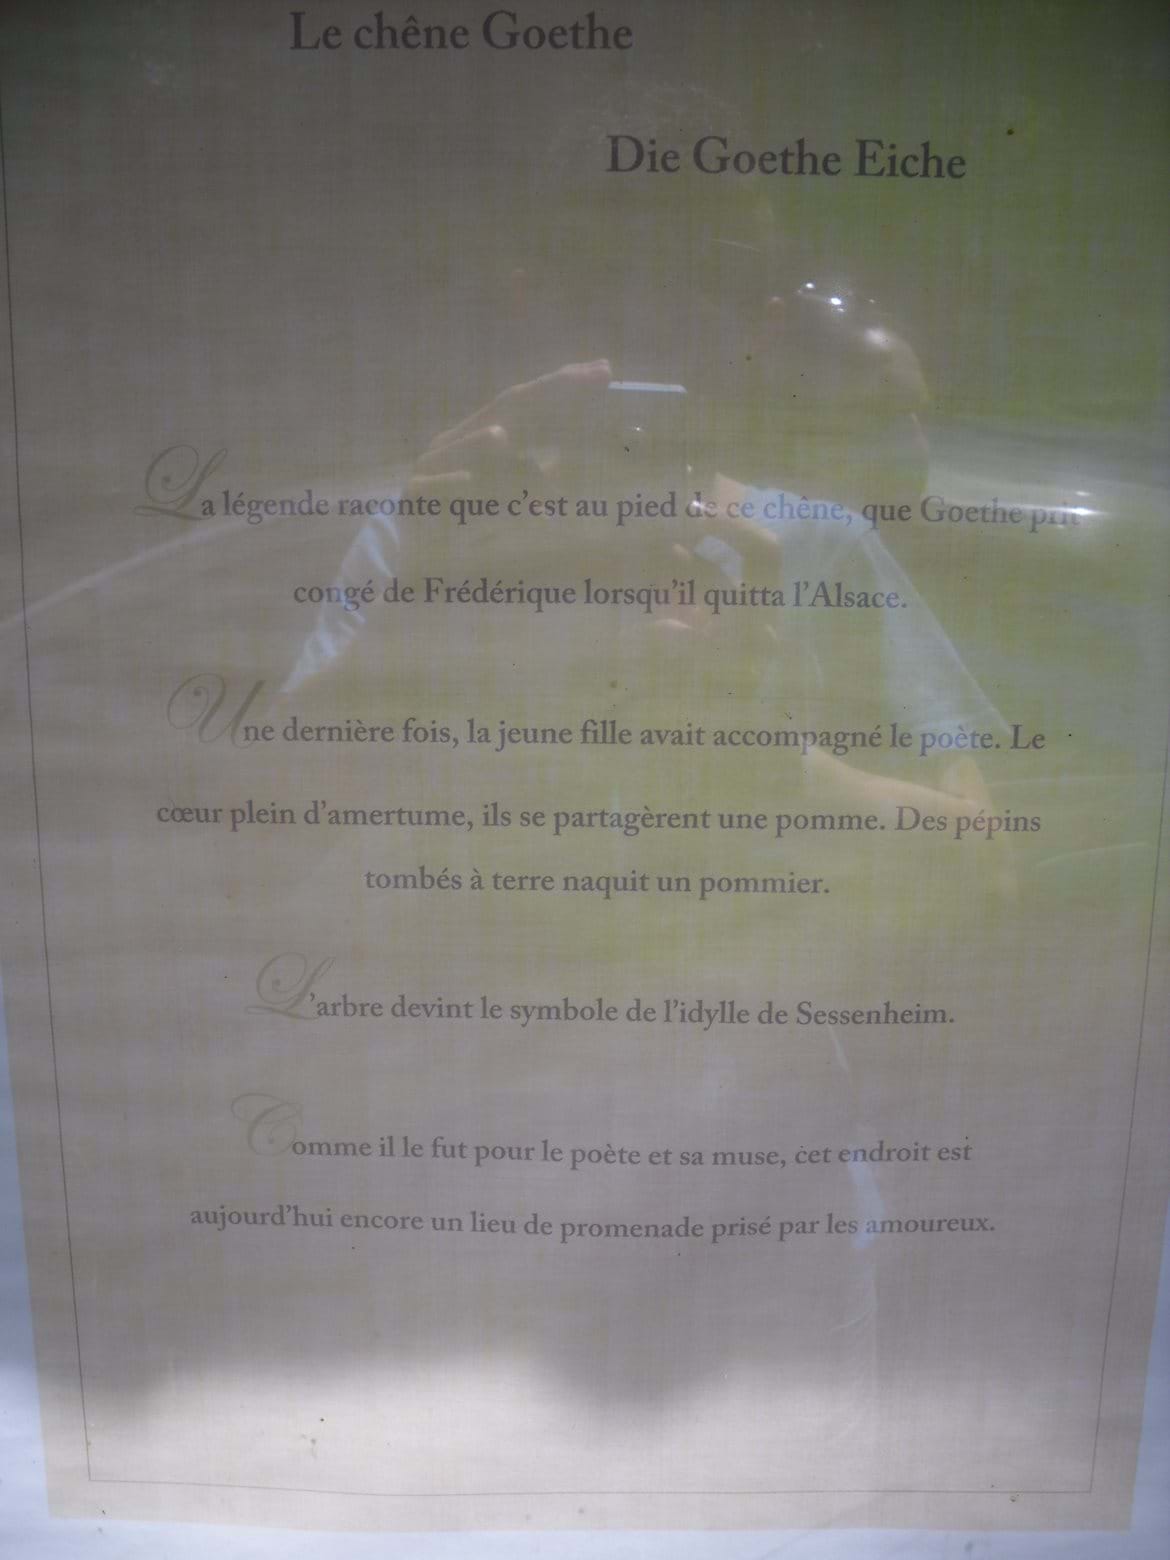 Le chêne Goethe
Die Goethe Eiche
La légende raconte que c'est au pied de ce chêne, que Goethe prit
congé de Frédérique lorsqu'il quitta l'Alsace.
Une dernière fois, la jeune fille avait accompagné le poète. Le
cœur plein d'amertume, ils se partagèrent une pomme. Des pépins
tombés à terre naquit un pommier.
L'arbre devint le symbole de l'idylle de Sessenheim.
Comme il le fut pour le poète et sa muse, cet endroit est
aujourd'hui encore un lieu de promenade prisé par les amoureux.